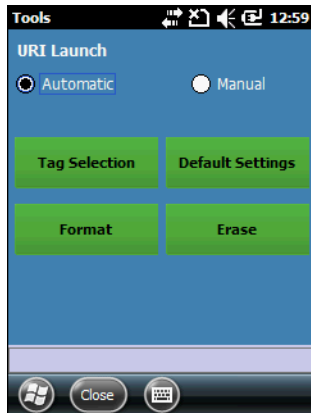 Tools 12:59
URI Launch
Automatic Manual
Tag Selection Default Settings
Format Erase
Close